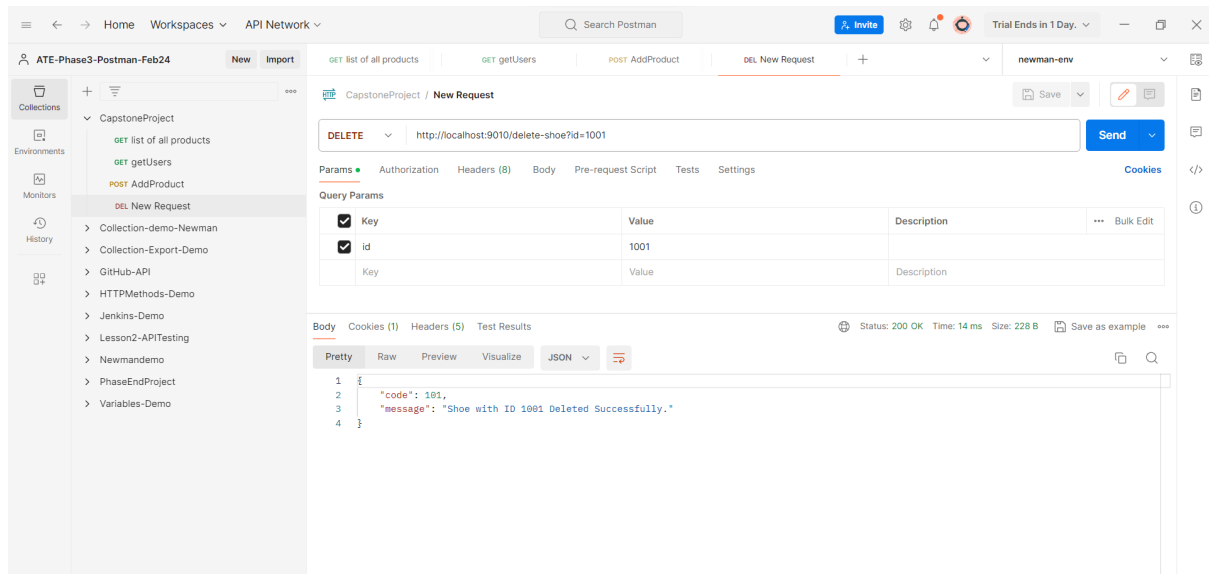 Home Workspaces API Network Search Postman Invite Trial Ends in 1 Day.
ATE-Phase3-Postman-Feb24 New Import
GET list of all products GET getUsers POST AddProduct DEL New Request newman-env
Collections
Environments
Monitors
History
CapstoneProject
GET list of all products
GET getUsers
POST AddProduct
DEL New Request
Collection-demo-Newman
Collection-Export-Demo
GitHub-API
HTTPMethods-Demo
Jenkins-Demo
Lesson2-APITesting
Newmandemo
PhaseEndProject
Variables-Demo
HTTP CapstoneProject / New Request Save
DELETE http://localhost:9010/delete-shoe?id=1001 Send
Params Authorization Headers (8) Body Pre-request Script Tests Settings Cookies
Query Params
Key Value Description Bulk Edit
id 1001
Key Value Description
Body Cookies (1) Headers (5) Test Results Status: 200 OK Time: 14 ms Size: 228 B Save as example
Pretty Raw Preview Visualize JSON
1 {
2 "code": 101,
3 "message": "Shoe with ID 1001 Deleted Successfully."
4 }